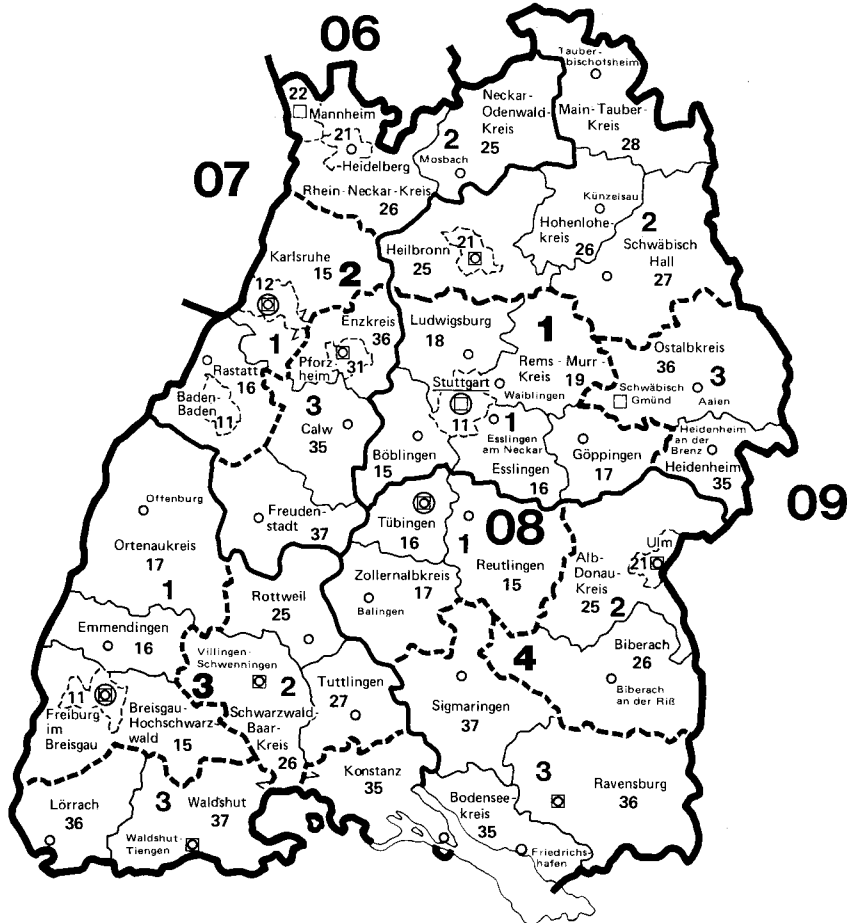 06
Tauber-
bischofsheim
22
Mannheim
Neckar-
Odenwald-
Kreis
25
2
Mosbach
Main-Tauber-
Kreis
28
21
Heidelberg
07
Rhein-Neckar-Kreis
26
Künzelsau
Hohenlohe-
kreis
26
2
Schwäbisch
Hall
27
Karlsruhe
15
2
Heilbronn
25
21
12
Enzkreis
36
Ludwigsburg
18
1
Ostalbkreis
36
3
1
Pforz-
heim
31
Rems-Murr-
Kreis
19
Rastatt
16
Stuttgart
Waiblingen
Schwäbisch
Gmünd
Aalen
Baden-
Baden
11
3
Calw
35
11
1
Esslingen
am Neckar
Heidenheim
an der
Brenz
Böblingen
15
Esslingen
16
Göppingen
17
Heidenheim
35
09
Offenburg
Freuden-
stadt
37
Tübingen
16
08
1
Ortenaukreis
17
1
Reutlingen
15
Ulm
21
Alb-
Donau-
Kreis
25
2
Zollernalbkreis
17
Balingen
Rottweil
25
Emmendingen
16
Villingen-
Schwenningen
3
2
4
Biberach
26
Biberach
an der Riß
Tuttlingen
27
Sigmaringen
37
11
Freiburg
im
Breisgau
Breisgau-
Hochschwarz-
wald
15
Schwarzwald-
Baar-
Kreis
26
Konstanz
35
3
Ravensburg
36
Lörrach
36
3
Waldshut
37
Waldshut-
Tiengen
Bodensee-
kreis
35
Friedrichs-
hafen